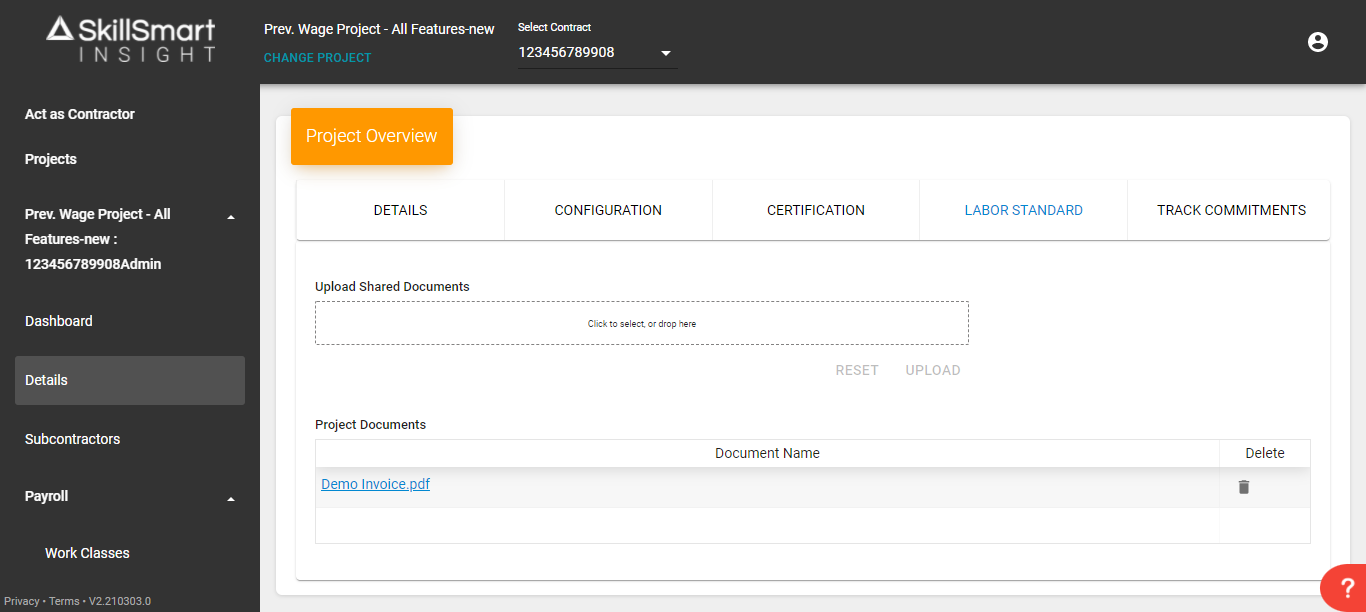 SkillSmart
INSIGHT
Prev. Wage Project - All Features-new
CHANGE PROJECT
Select Contract
123456789908
Act as Contractor
Projects
Prev. Wage Project - All
Features-new :
123456789908Admin
Dashboard
Details
Subcontractors
Payroll
Work Classes
Privacy • Terms • V2.210303.0
Project Overview
DETAILS
CONFIGURATION
CERTIFICATION
LABOR STANDARD
TRACK COMMITMENTS
Upload Shared Documents
Click to select, or drop here
RESET
UPLOAD
Project Documents
Document Name
Delete
Demo Invoice.pdf
?